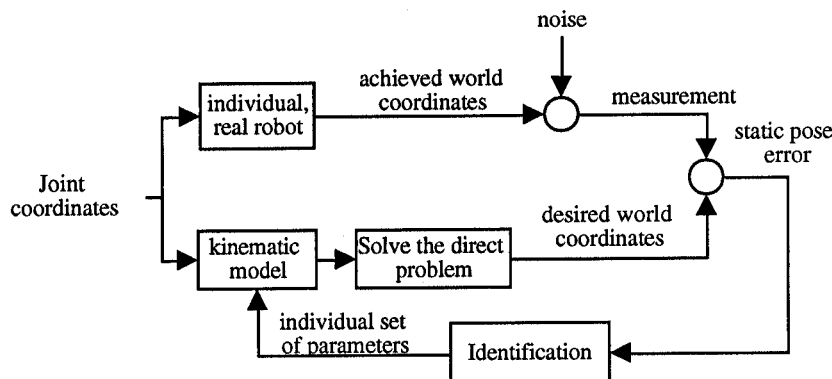 noise
achieved world
coordinates
individual,
real robot
measurement
static pose
error
Joint
coordinates
desired world
coordinates
kinematic
model
Solve the direct
problem
individual set
of parameters
Identification